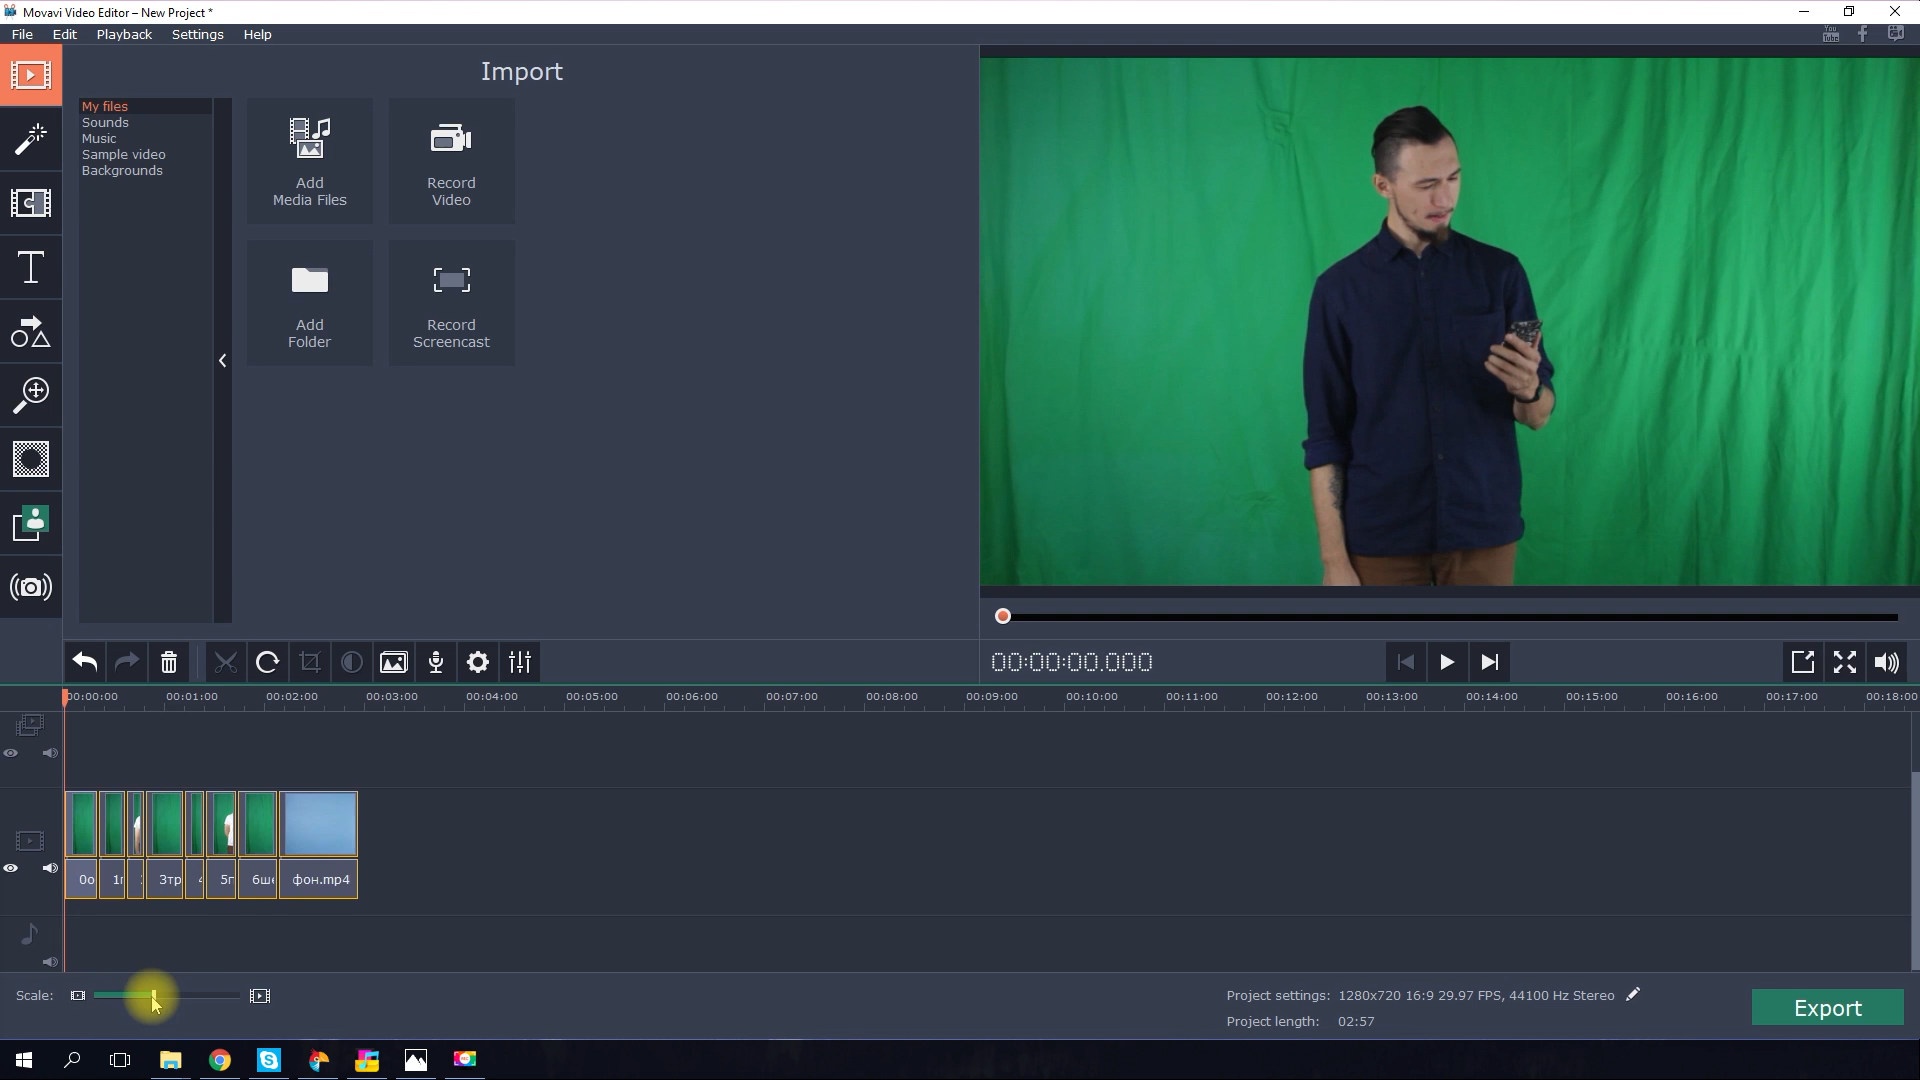 Movavi Video Editor – New Project *
File Edit Playback Settings Help
You
Tube
Import
My files
Sounds
Music
Sample video
Backgrounds
Add
Media Files
Record
Video
Add
Folder
Record
Screencast
00:00:00.000
00:00:00 00:01:00 00:02:00 00:03:00 00:04:00 00:05:00 00:06:00 00:07:00 00:08:00 00:09:00 00:10:00 00:11:00 00:12:00 00:13:00 00:14:00 00:15:00 00:16:00 00:17:00 00:18:00
3тр
фон.mp4
Scale:
Project settings: 1280x720 16:9 29.97 FPS, 44100 Hz Stereo
Project length: 02:57
Export